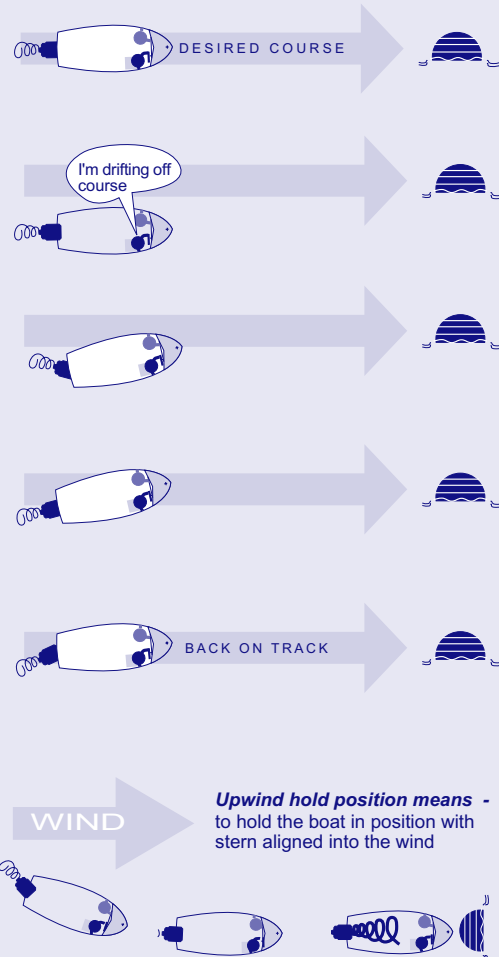 DESIRED COURSE
I'm drifting off
course
BACK ON TRACK
WIND
Upwind hold position means -
to hold the boat in position with
stern aligned into the wind